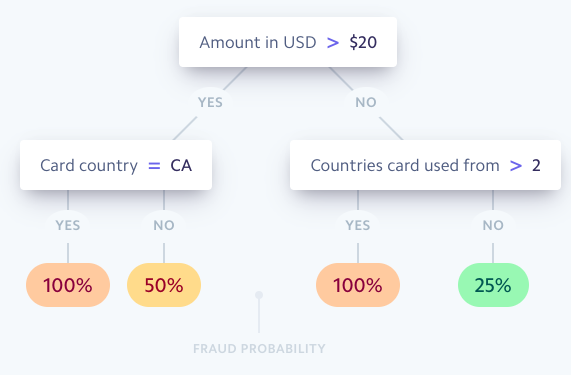 Amount in USD > $20
YES
NO
Card country = CA
Countries card used from > 2
YES
NO
YES
NO
100%
50%
100%
25%
FRAUD PROBABILITY